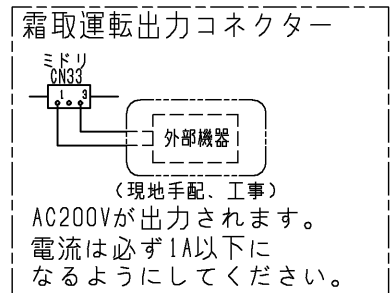 霜取運転出力コネクター
ミドリ
CN33
1 3
外部機器
(現地手配、工事)
AC200Vが出力されます。
電流は必ず1A以下に
なるようにしてください。